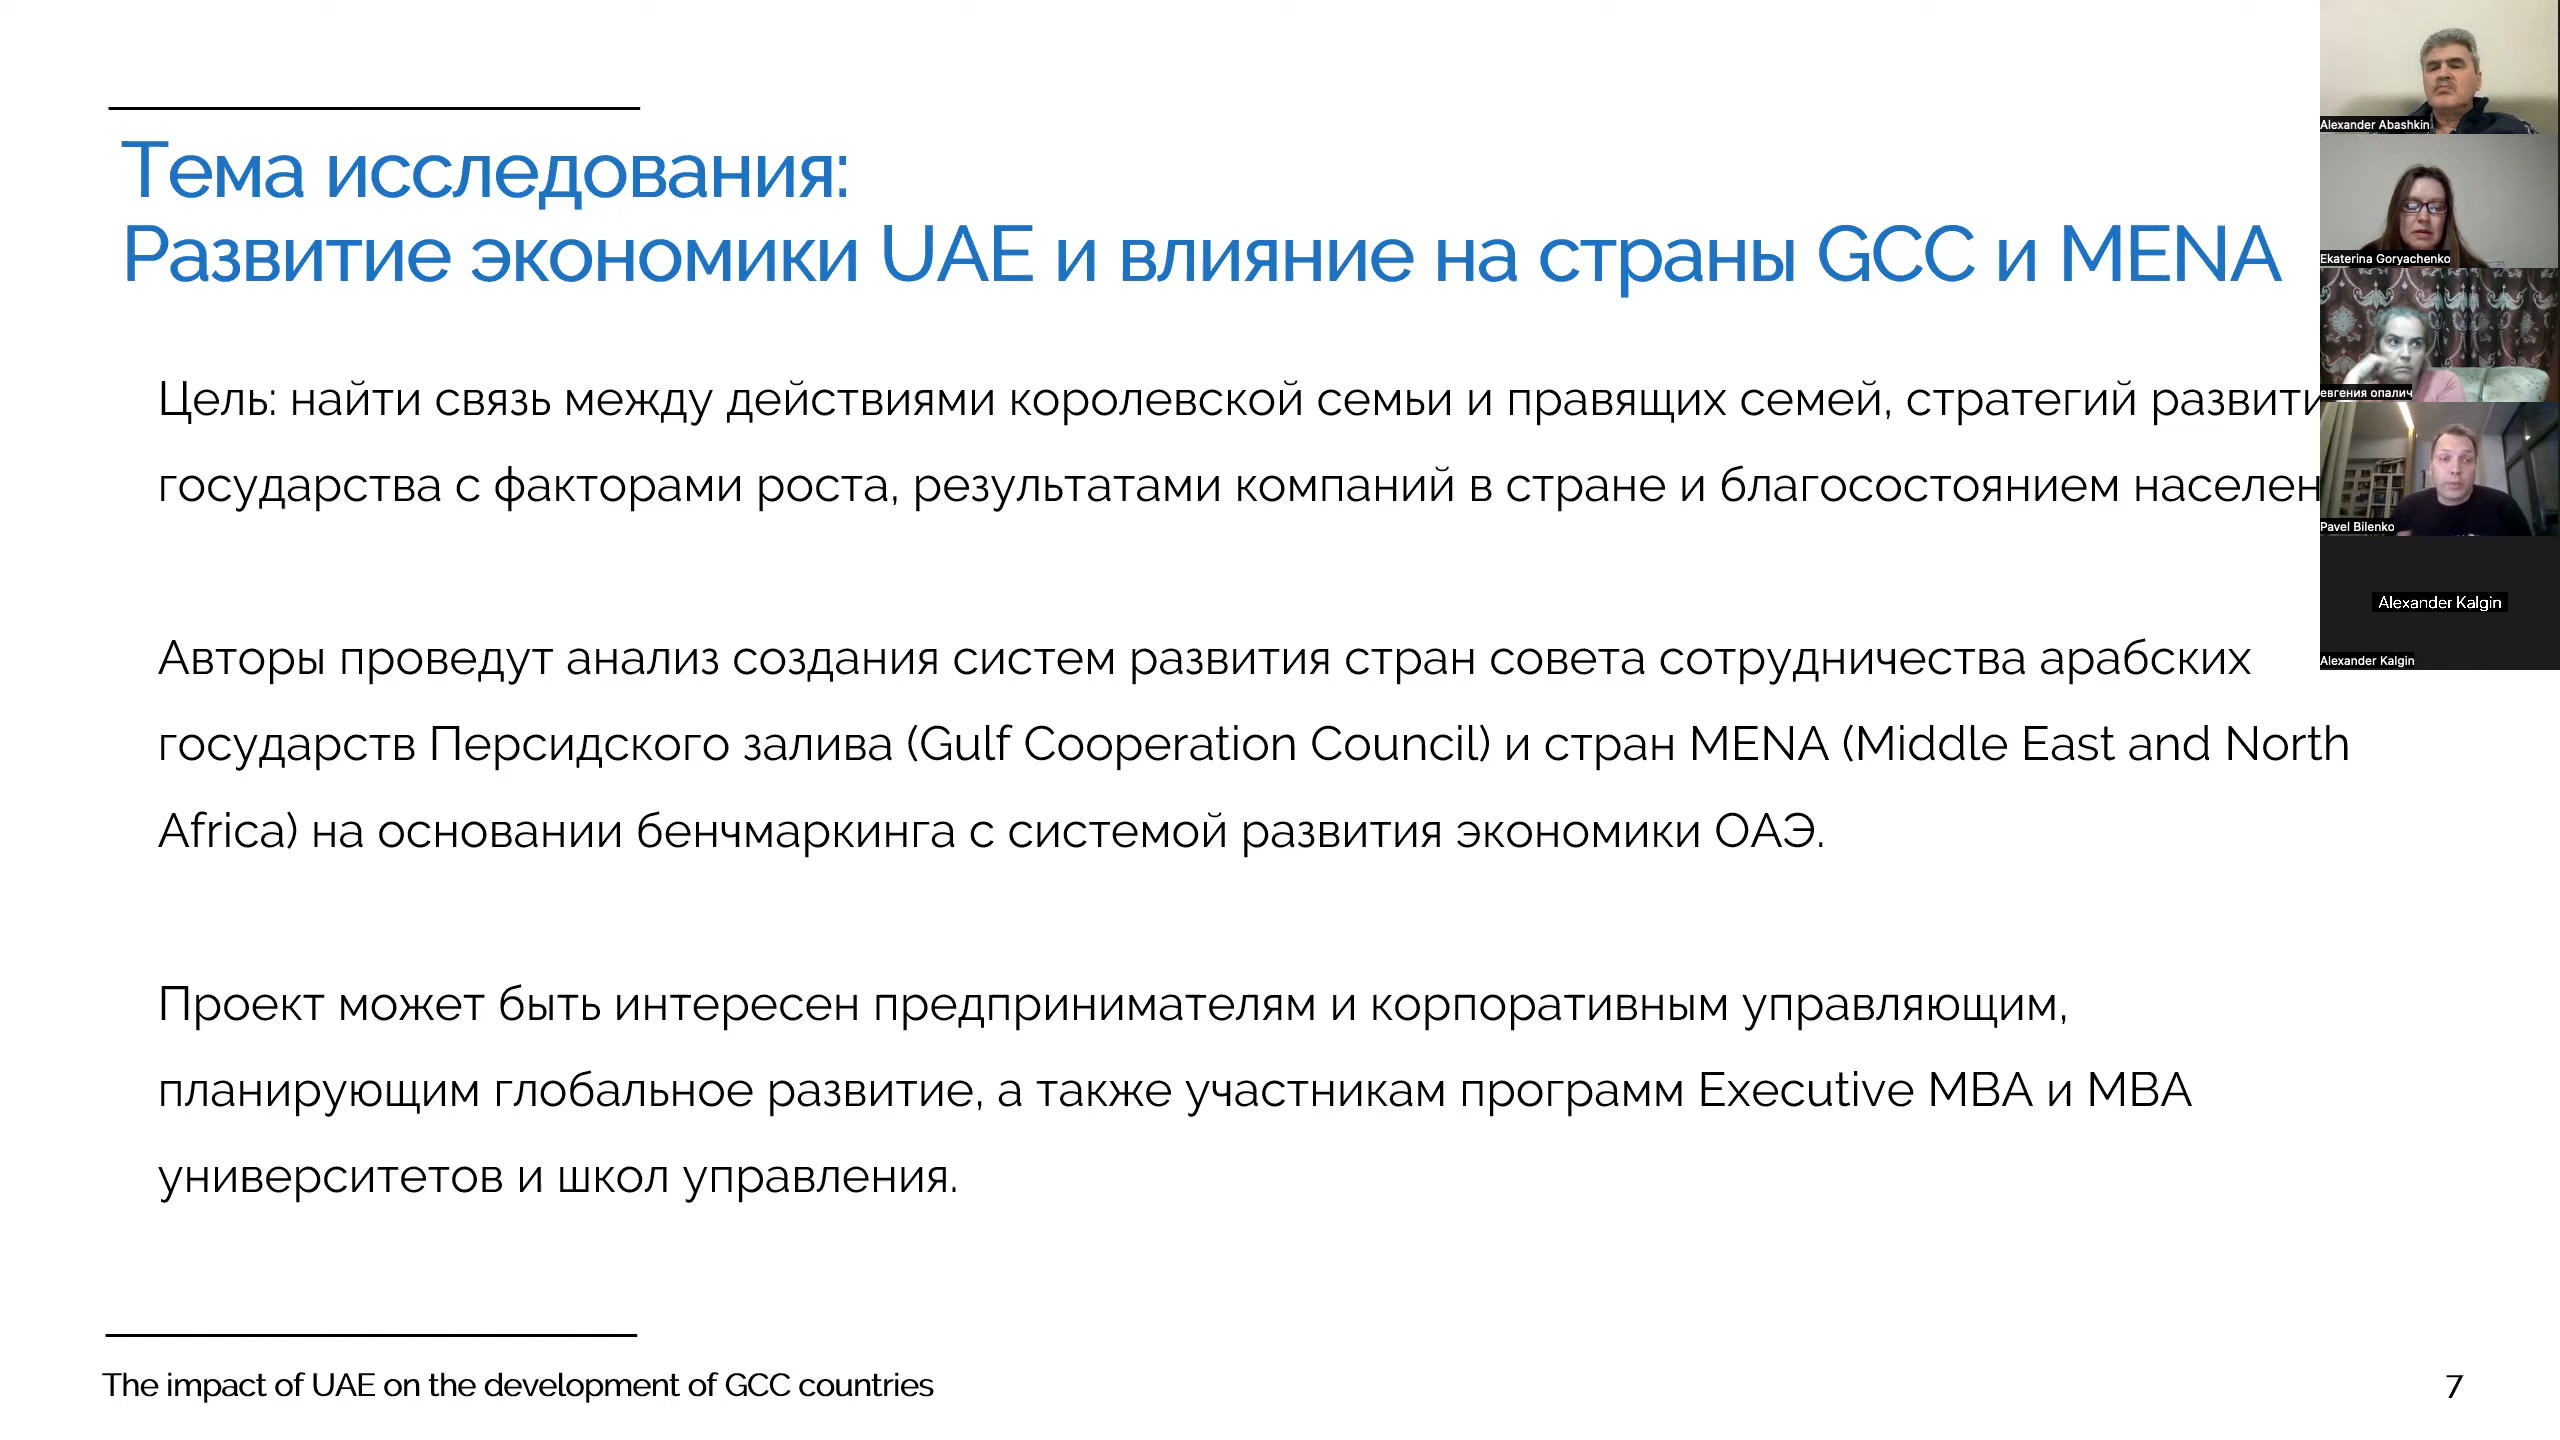 Тема исследования:
Развитие экономики UAE и влияние на страны GCC и MENA
Цель: найти связь между действиями королевской семьи и правящих семей, стратегий
государства с факторами роста, результатами компаний в стране и благосостоянием
Авторы проведут анализ создания систем развития стран совета сотрудничества арабских
государств Персидского залива (Gulf Cooperation Council) и стран MENA (Middle East and North
Africa) на основании бенчмаркинга с системой развития экономики ОАЭ.
Проект может быть интересен предпринимателям и корпоративным управляющим,
планирующим глобальное развитие, а также участникам программ Executive MBA и MBA
университетов и школ управления.
The impact of UAE on the development of GCC countries
7
Alexander Abashkin
Ekaterina Goryachenko
евгения опалич
Pavel Bilenko
Alexander Kalgin
Alexander Kalgin